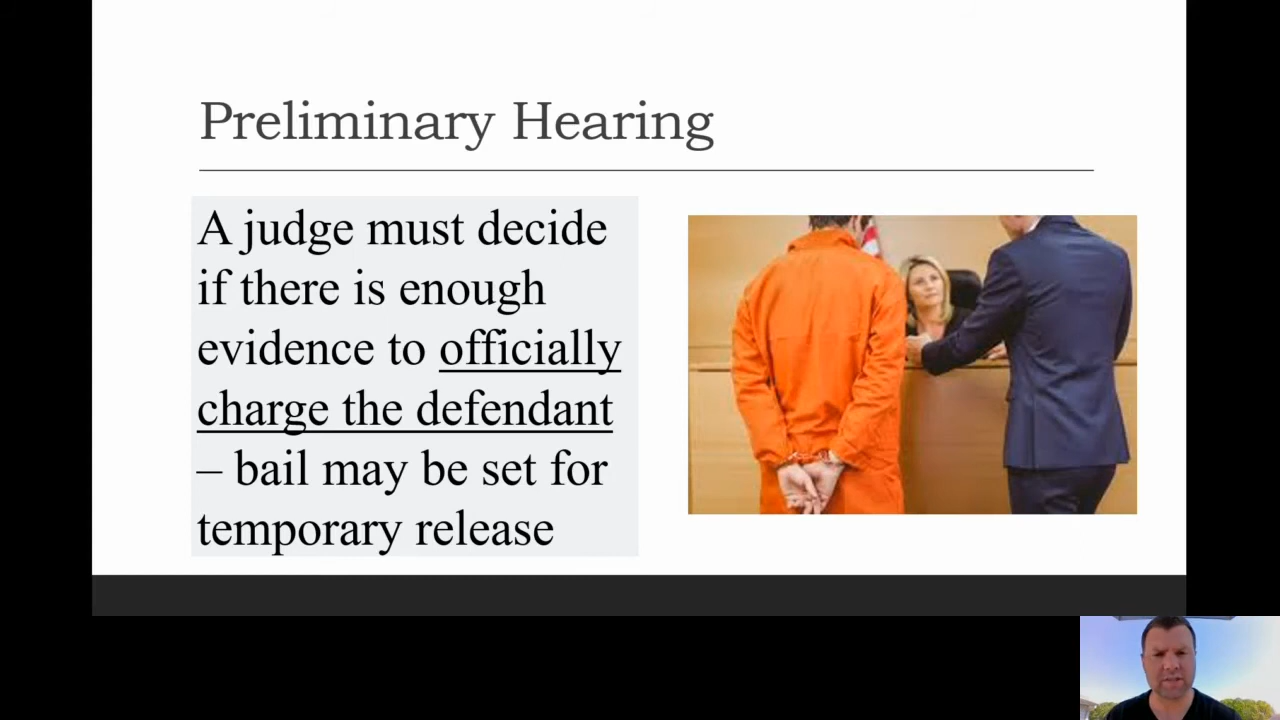 Preliminary Hearing
A judge must decide
if there is enough
evidence to officially
charge the defendant
– bail may be set for
temporary release